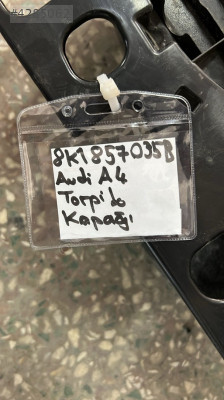 8K1857035B
Audi A4
Torpido
Kapağı